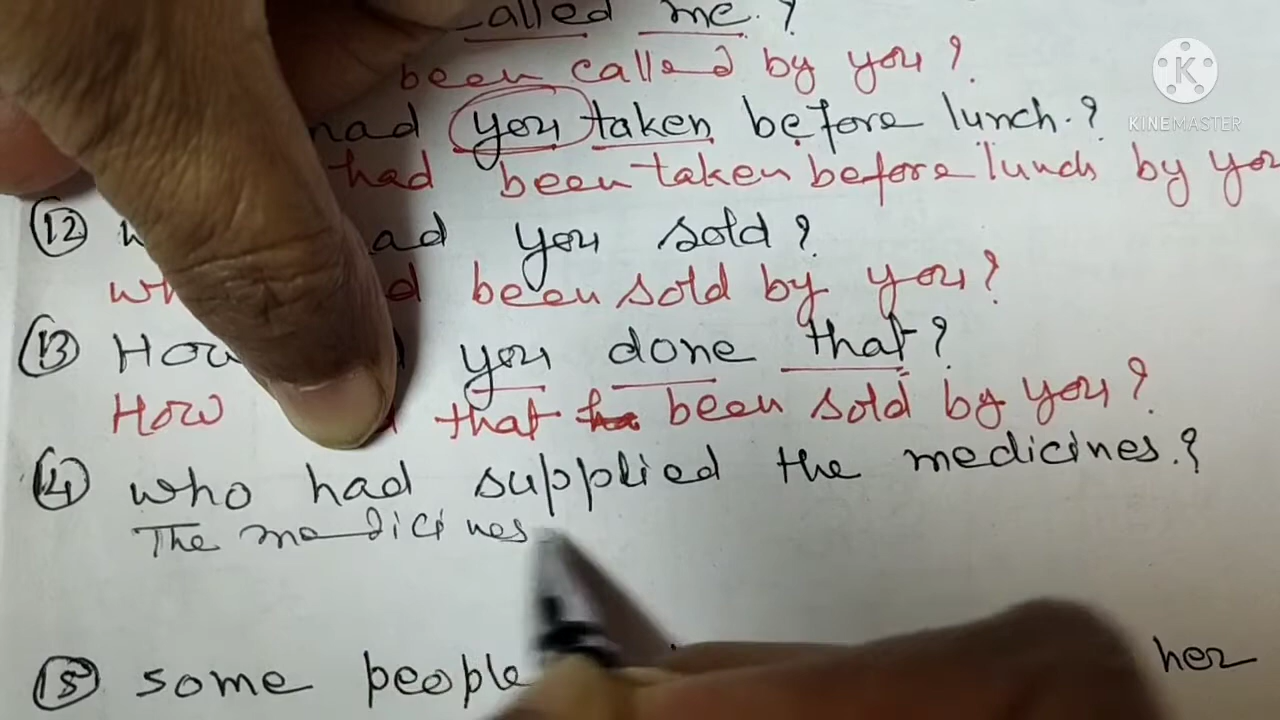 called me.?
been called by you?
had you taken before lunch.?
had been taken before lunch by you
(12) had you sold?
been sold by you?
(13) How you done that?
How that been sold by you?
(14) who had supplied the medicines.?
The medicines
(15) some people her
KINEMASTER